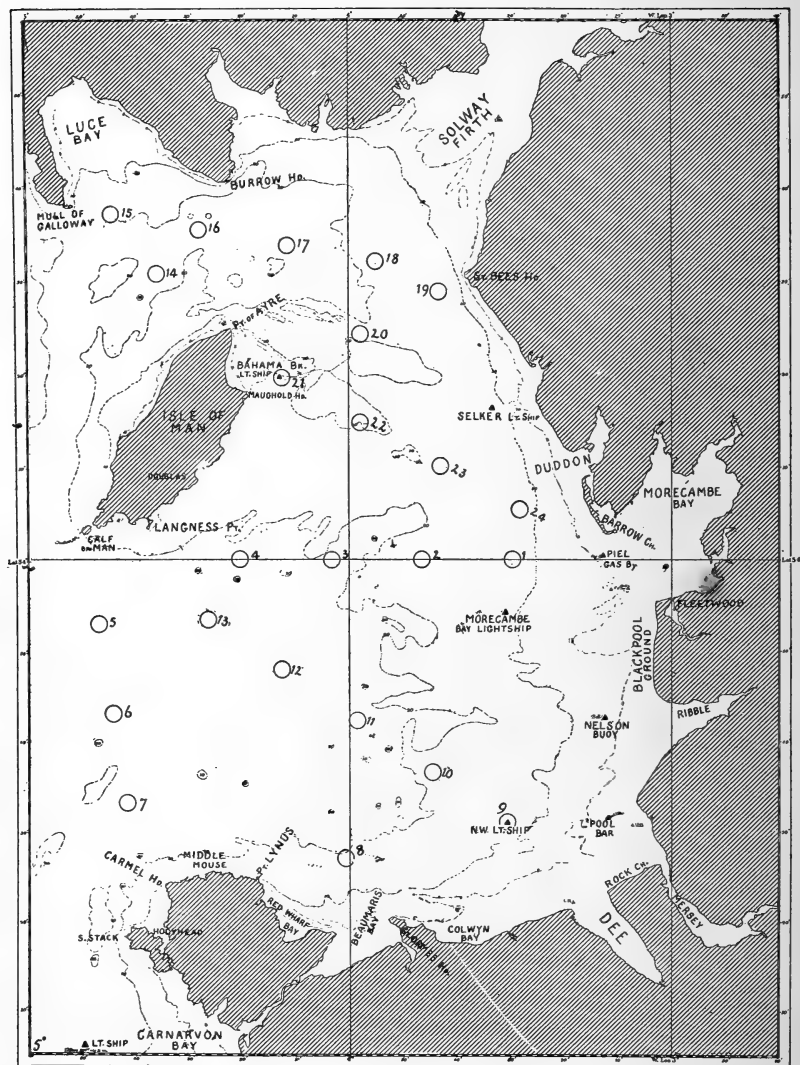 LUCE
BAY
SOLWAY
FIRTH
BURROW HD.
MULL OF
GALLOWAY
15
16
17
18
14
ST. BEES HD.
19
PT. OF AYRE
20
BAHAMA BK.
LT. SHIP
21
MAUGHOLD HD.
ISLE OF
MAN
22
SELKER LT. SHIP
23
DUDDON
DOUGLAS
MORECAMBE
BAY
24
LANGNESS PT.
BARROW CH.
CALF
OF MAN
4
3
2
1
PIEL
GAS BY
FLEETWOOD
5
13
MORECAMBE
BAY LIGHTSHIP
BLACKPOOL
GROUND
12
6
11
RIBBLE
NELSON
BUOY
10
7
9
N.W. LT. SHIP
L'POOL
BAR
8
PT. LYNUS
MIDDLE
MOUSE
CARMEL HD.
ROCK CH.
RED WHARF
BAY
BEAUMARIS
BAY
MERSEY
DEE
S. STACK
HOLYHEAD
COLWYN
BAY
CARNARVON
BAY
5°
LT. SHIP